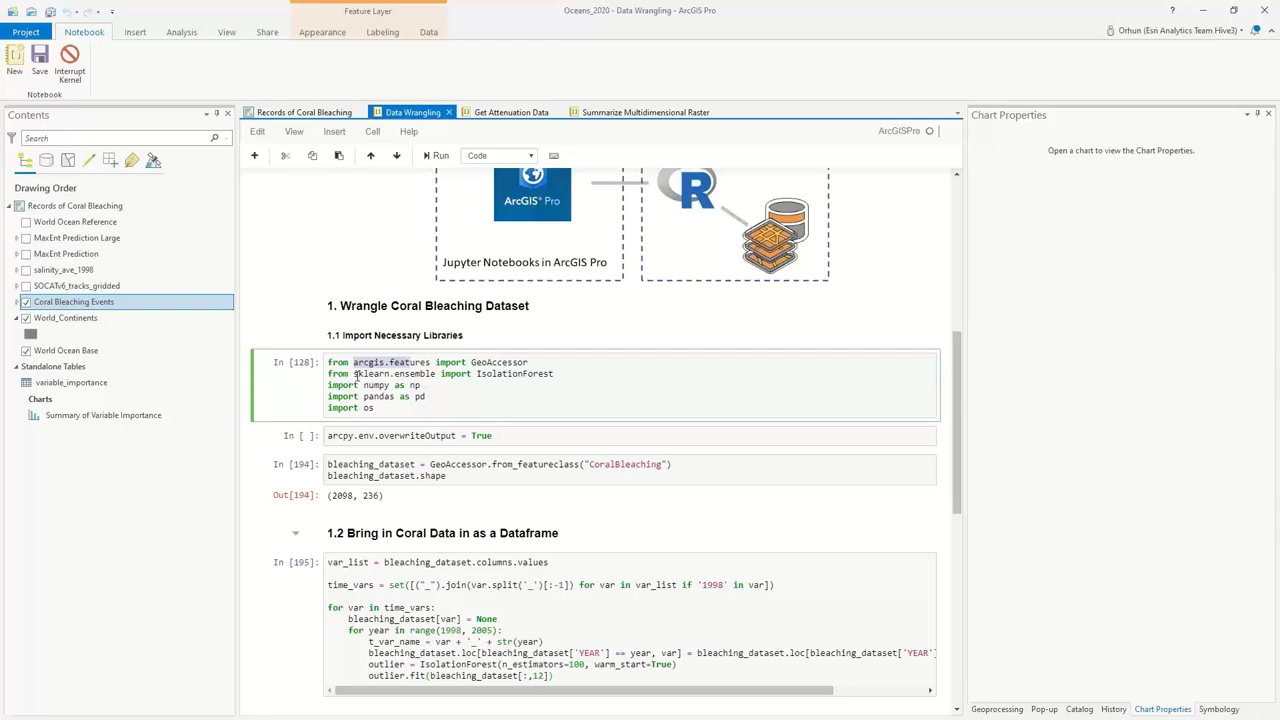 Feature Layer
Oceans_2020 - Data Wrangling - ArcGIS Pro
Project
Notebook
Insert
Analysis
View
Share
Appearance
Labeling
Data
Orhun (Esri Analytics Team Hive3)
New
Save
Interrupt
Kernel
Notebook
Contents
Search
Drawing Order
Records of Coral Bleaching
World Ocean Reference
MaxEnt Prediction Large
MaxEnt Prediction
salinity_ave_1998
SOCATv6_tracks_gridded
Coral Bleaching Events
World_Continents
World Ocean Base
Standalone Tables
variable_importance
Charts
Summary of Variable Importance
Records of Coral Bleaching
Data Wrangling
Get Attenuation Data
Summarize Multidimensional Raster
Edit
View
Insert
Cell
Help
ArcGISPro
Run
Code
ArcGIS® Pro
R
Jupyter Notebooks in ArcGIS Pro
1. Wrangle Coral Bleaching Dataset
1.1 Import Necessary Libraries
In [128]:
from arcgis.features import GeoAccessor
from sklearn.ensemble import IsolationForest
import numpy as np
import pandas as pd
import os
In [ ]:
arcpy.env.overwriteOutput = True
In [194]:
bleaching_dataset = GeoAccessor.from_featureclass("CoralBleaching")
bleaching_dataset.shape
Out[194]:
(2098, 236)
1.2 Bring in Coral Data in as a Dataframe
In [195]:
var_list = bleaching_dataset.columns.values
time_vars = set([("_").join(var.split('_')[:-1]) for var in var_list if '1998' in var])
for var in time_vars:
bleaching_dataset[var] = None
for year in range(1998, 2005):
t_var_name = var + '_' + str(year)
bleaching_dataset.loc[bleaching_dataset['YEAR'] == year, var] = bleaching_dataset.loc[bleaching_dataset['YEAR']
outlier = IsolationForest(n_estimators=100, warm_start=True)
outlier.fit(bleaching_dataset[:,12])
Chart Properties
Open a chart to view the Chart Properties.
Geoprocessing
Pop-up
Catalog
History
Chart Properties
Symbology